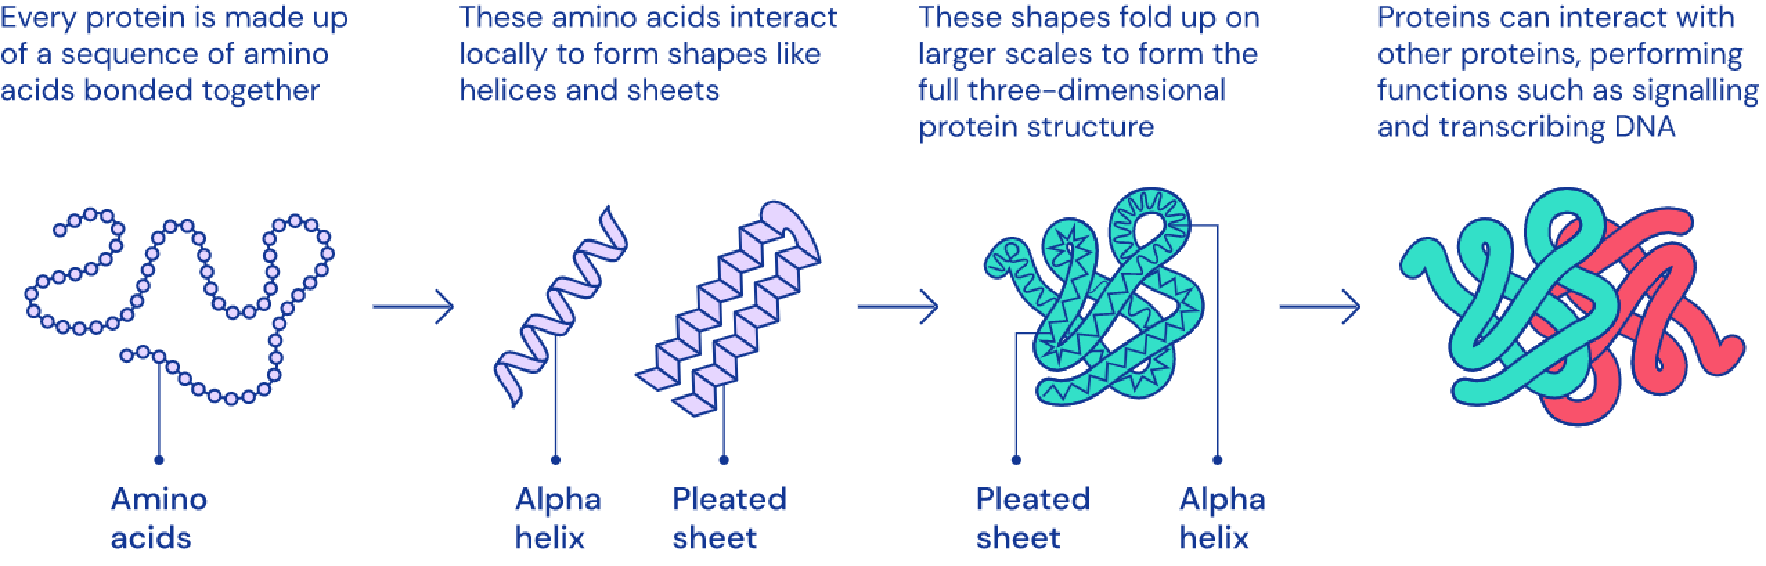 Every protein is made up
of a sequence of amino
acids bonded together
These amino acids interact
locally to form shapes like
helices and sheets
These shapes fold up on
larger scales to form the
full three-dimensional
protein structure
Proteins can interact with
other proteins, performing
functions such as signalling
and transcribing DNA
Amino
acids
Alpha
helix
Pleated
sheet
Pleated
sheet
Alpha
helix